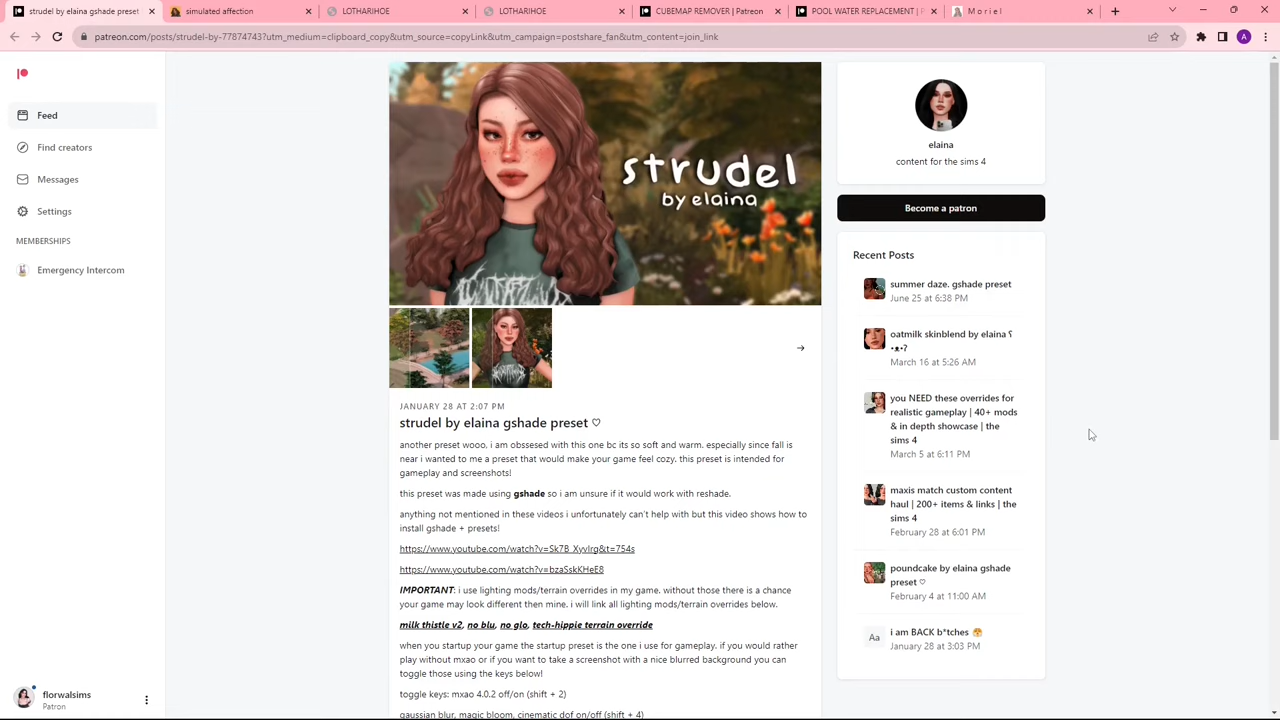 strudel by elaina gshade preset
simulated affection
LOTHARIHOE
LOTHARIHOE
CUBEMAP REMOVER | Patreon
POOL WATER REPLACEMENT | P
M o r i e l
patreon.com/posts/strudel-by-77874743?utm_medium=clipboard_copy&utm_source=copyLink&utm_campaign=postshare_fan&utm_content=join_link
A
Feed
Find creators
Messages
Settings
MEMBERSHIPS
Emergency Intercom
florwalsims
Patron
strudel
by elaina
JANUARY 28 AT 2:07 PM
strudel by elaina gshade preset ♡
another preset wooo, i am obssesed with this one bc its so soft and warm. especially since fall is
near i wanted to me a preset that would make your game feel cozy. this preset is intended for
gameplay and screenshots!
this preset was made using gshade so i am unsure if it would work with reshade.
anything not mentioned in these videos i unfortunately can't help with but this video shows how to
install gshade + presets!
https://www.youtube.com/watch?v=Sk7B_XyvIrg&t=754s
https://www.youtube.com/watch?v=bzaSskKHeE8
IMPORTANT: i use lighting mods/terrain overrides in my game. without those there is a chance
your game may look different then mine. i will link all lighting mods/terrain overrides below.
milk thistle v2, no blu, no glo, tech-hippie terrain override
when you startup your game the startup preset is the one i use for gameplay. if you would rather
play without mxao or if you want to take a screenshot with a nice blurred background you can
toggle those using the keys below!
toggle keys: mxao 4.0.2 off/on (shift + 2)
gaussian blur, magic bloom, cinematic dof on/off (shift + 4)
elaina
content for the sims 4
Become a patron
Recent Posts
summer daze. gshade preset
June 25 at 6:38 PM
oatmilk skinblend by elaina ʕ
•ᴥ•ʔ
March 16 at 5:26 AM
you NEED these overrides for
realistic gameplay | 40+ mods
& in depth showcase | the
sims 4
March 5 at 6:11 PM
maxis match custom content
haul | 200+ items & links | the
sims 4
February 28 at 6:01 PM
poundcake by elaina gshade
preset ♡
February 4 at 11:00 AM
Aa
i am BACK b*tches 😤
January 28 at 3:03 PM